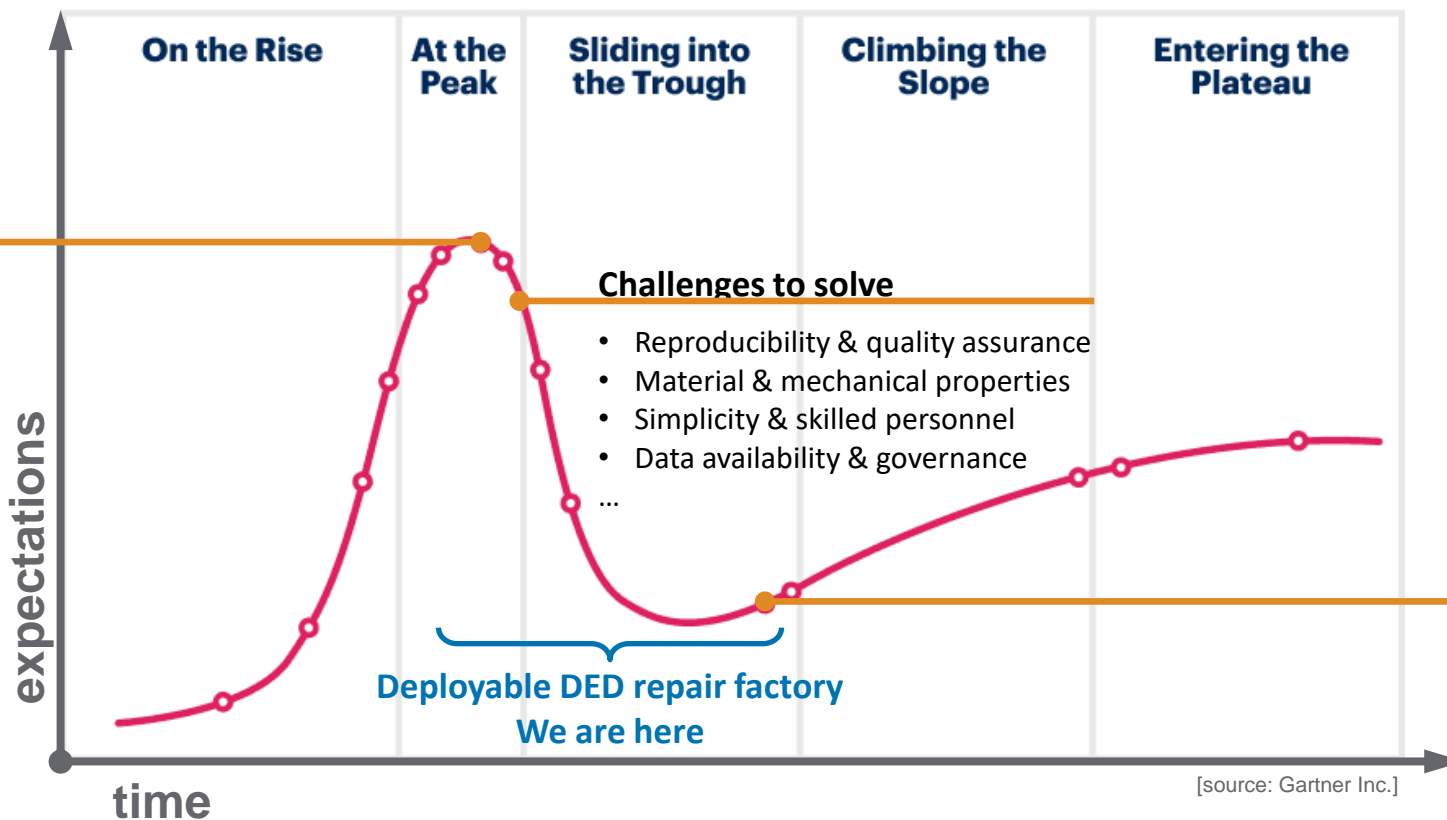 On the Rise
At the
Peak
Sliding into
the Trough
Climbing the
Slope
Entering the
Plateau
Challenges to solve
• Reproducibility & quality assurance
• Material & mechanical properties
• Simplicity & skilled personnel
• Data availability & governance
...
expectations
Deployable DED repair factory
We are here
time
[source: Gartner Inc.]